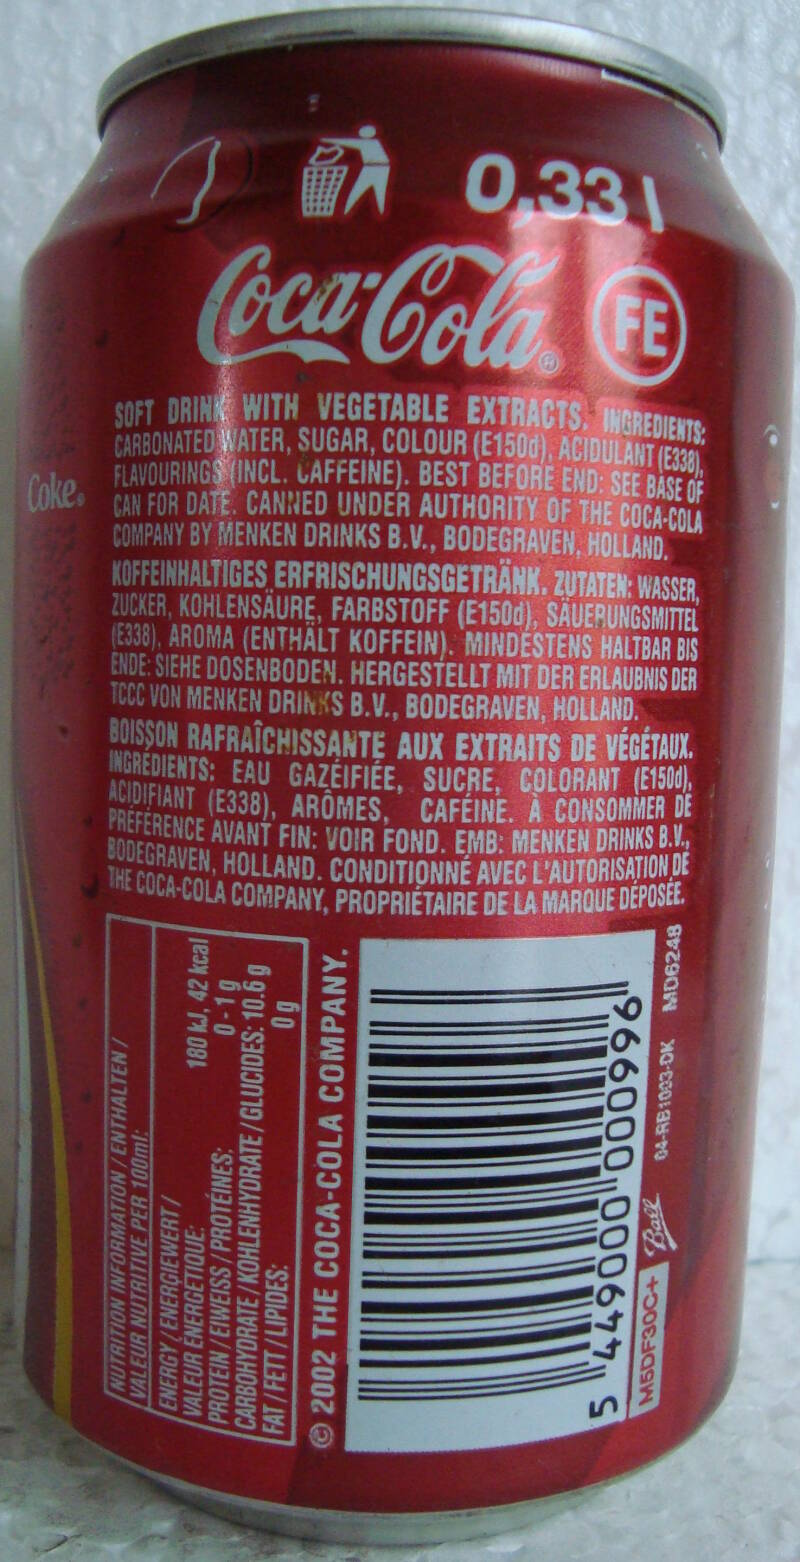 0,33 l
Coca-Cola®
FE
Coke®
SOFT DRINK WITH VEGETABLE EXTRACTS. INGREDIENTS:
CARBONATED WATER, SUGAR, COLOUR (E150d), ACIDULANT (E338),
FLAVOURINGS (INCL. CAFFEINE). BEST BEFORE END: SEE BASE OF
CAN FOR DATE. CANNED UNDER AUTHORITY OF THE COCA-COLA
COMPANY BY MENKEN DRINKS B.V., BODEGRAVEN, HOLLAND.
KOFFEINHALTIGES ERFRISCHUNGSGETRÄNK. ZUTATEN: WASSER,
ZUCKER, KOHLENSÄURE, FARBSTOFF (E150d), SÄUERUNGSMITTEL
(E338), AROMA (ENTHÄLT KOFFEIN). MINDESTENS HALTBAR BIS
ENDE: SIEHE DOSENBODEN. HERGESTELLT MIT DER ERLAUBNIS DER
TCCC VON MENKEN DRINKS B.V., BODEGRAVEN, HOLLAND.
BOISSON RAFRAÎCHISSANTE AUX EXTRAITS DE VÉGÉTAUX.
INGRÉDIENTS: EAU GAZÉIFIÉE, SUCRE, COLORANT (E150d),
ACIDIFIANT (E338), ARÔMES, CAFÉINE. À CONSOMMER DE
PRÉFÉRENCE AVANT FIN: VOIR FOND. EMB: MENKEN DRINKS B.V.,
BODEGRAVEN, HOLLAND. CONDITIONNÉ AVEC L'AUTORISATION DE
THE COCA-COLA COMPANY, PROPRIÉTAIRE DE LA MARQUE DÉPOSÉE.
NUTRITION INFORMATION / ENTHALTEN /
VALEUR NUTRITIVE PER 100ml:
ENERGY / ENERGIEWERT /
VALEUR ENERGETIQUE: 180 kJ, 42 kcal
PROTEIN / EIWEISS / PROTÉINES: 0 - 1 g
CARBOHYDRATE / KOHLENHYDRATE / GLUCIDES: 10.6 g
FAT / FETT / LIPIDES: 0 g
© 2002 THE COCA-COLA COMPANY.
5 449000 000996
M5DF30C+ Ball 04-RB1033-DK MD6248